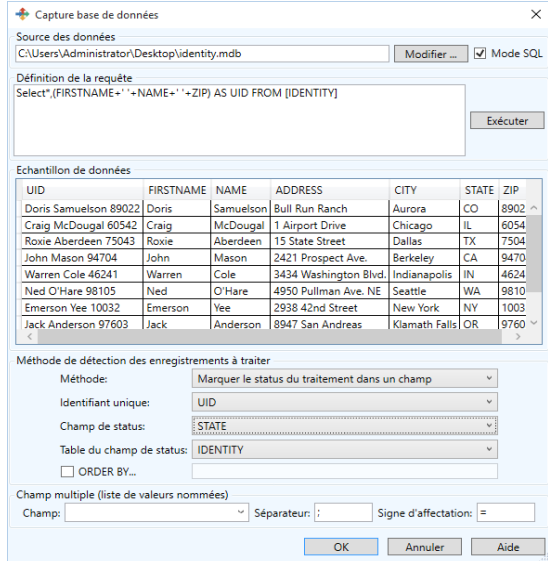 Capture base de données
Source des données
C:\Users\Administrator\Desktop\identity.mdb
Modifier ...
Mode SQL
Définition de la requête
Select*,(FIRSTNAME+' '+NAME+' '+ZIP) AS UID FROM [IDENTITY]
Exécuter
Echantillon de données
UID FIRSTNAME NAME ADDRESS CITY STATE ZIP
Doris Samuelson 89022 Doris Samuelson Bull Run Ranch Aurora CO 8902
Craig McDougal 60542 Craig McDougal 1 Airport Drive Chicago IL 6054
Roxie Aberdeen 75043 Roxie Aberdeen 15 State Street Dallas TX 7504
John Mason 94704 John Mason 2421 Prospect Ave. Berkeley CA 9470
Warren Cole 46241 Warren Cole 3434 Washington Blvd. Indianapolis IN 4624
Ned O'Hare 98105 Ned O'Hare 4950 Pullman Ave. NE Seattle WA 9810
Emerson Yee 10032 Emerson Yee 2938 42nd Street New York NY 1003
Jack Anderson 97603 Jack Anderson 8947 San Andreas Klamath Falls OR 9760
Méthode de détection des enregistrements à traiter
Méthode: Marquer le status du traitement dans un champ
Identifiant unique: UID
Champ de status: STATE
Table du champ de status: IDENTITY
ORDER BY...
Champ multiple (liste de valeurs nommées)
Champ: Séparateur: ; Signe d'affectation: =
OK Annuler Aide